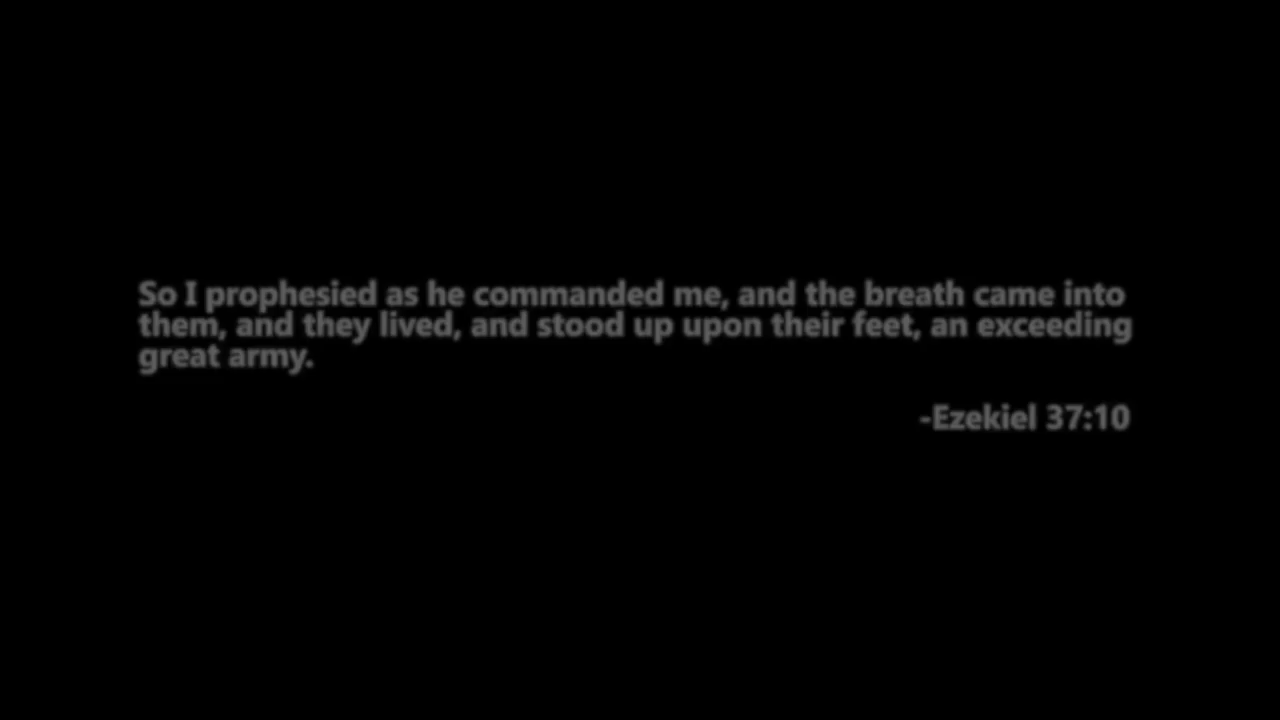 So I prophesied as he commanded me, and the breath came into
them, and they lived, and stood up upon their feet, an exceeding
great army.
-Ezekiel 37:10